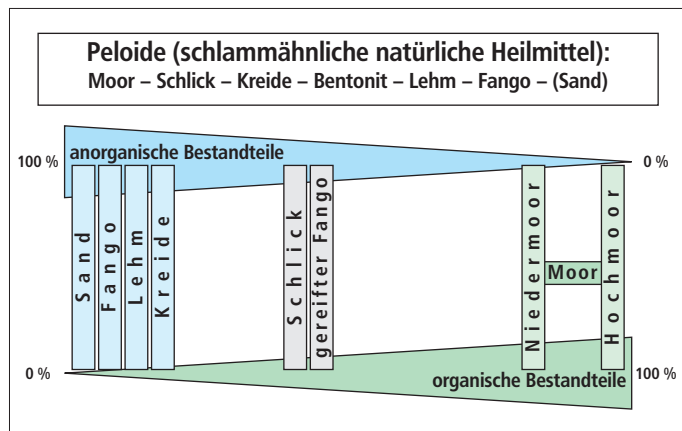 Peloide (schlammähnliche natürliche Heilmittel):
Moor – Schlick – Kreide – Bentonit – Lehm – Fango – (Sand)
anorganische Bestandteile
100 %
0 %
Sand
Fango
Lehm
Kreide
Schlick
gereifter Fango
Niedermoor
Moor
Hochmoor
0 %
organische Bestandteile
100 %